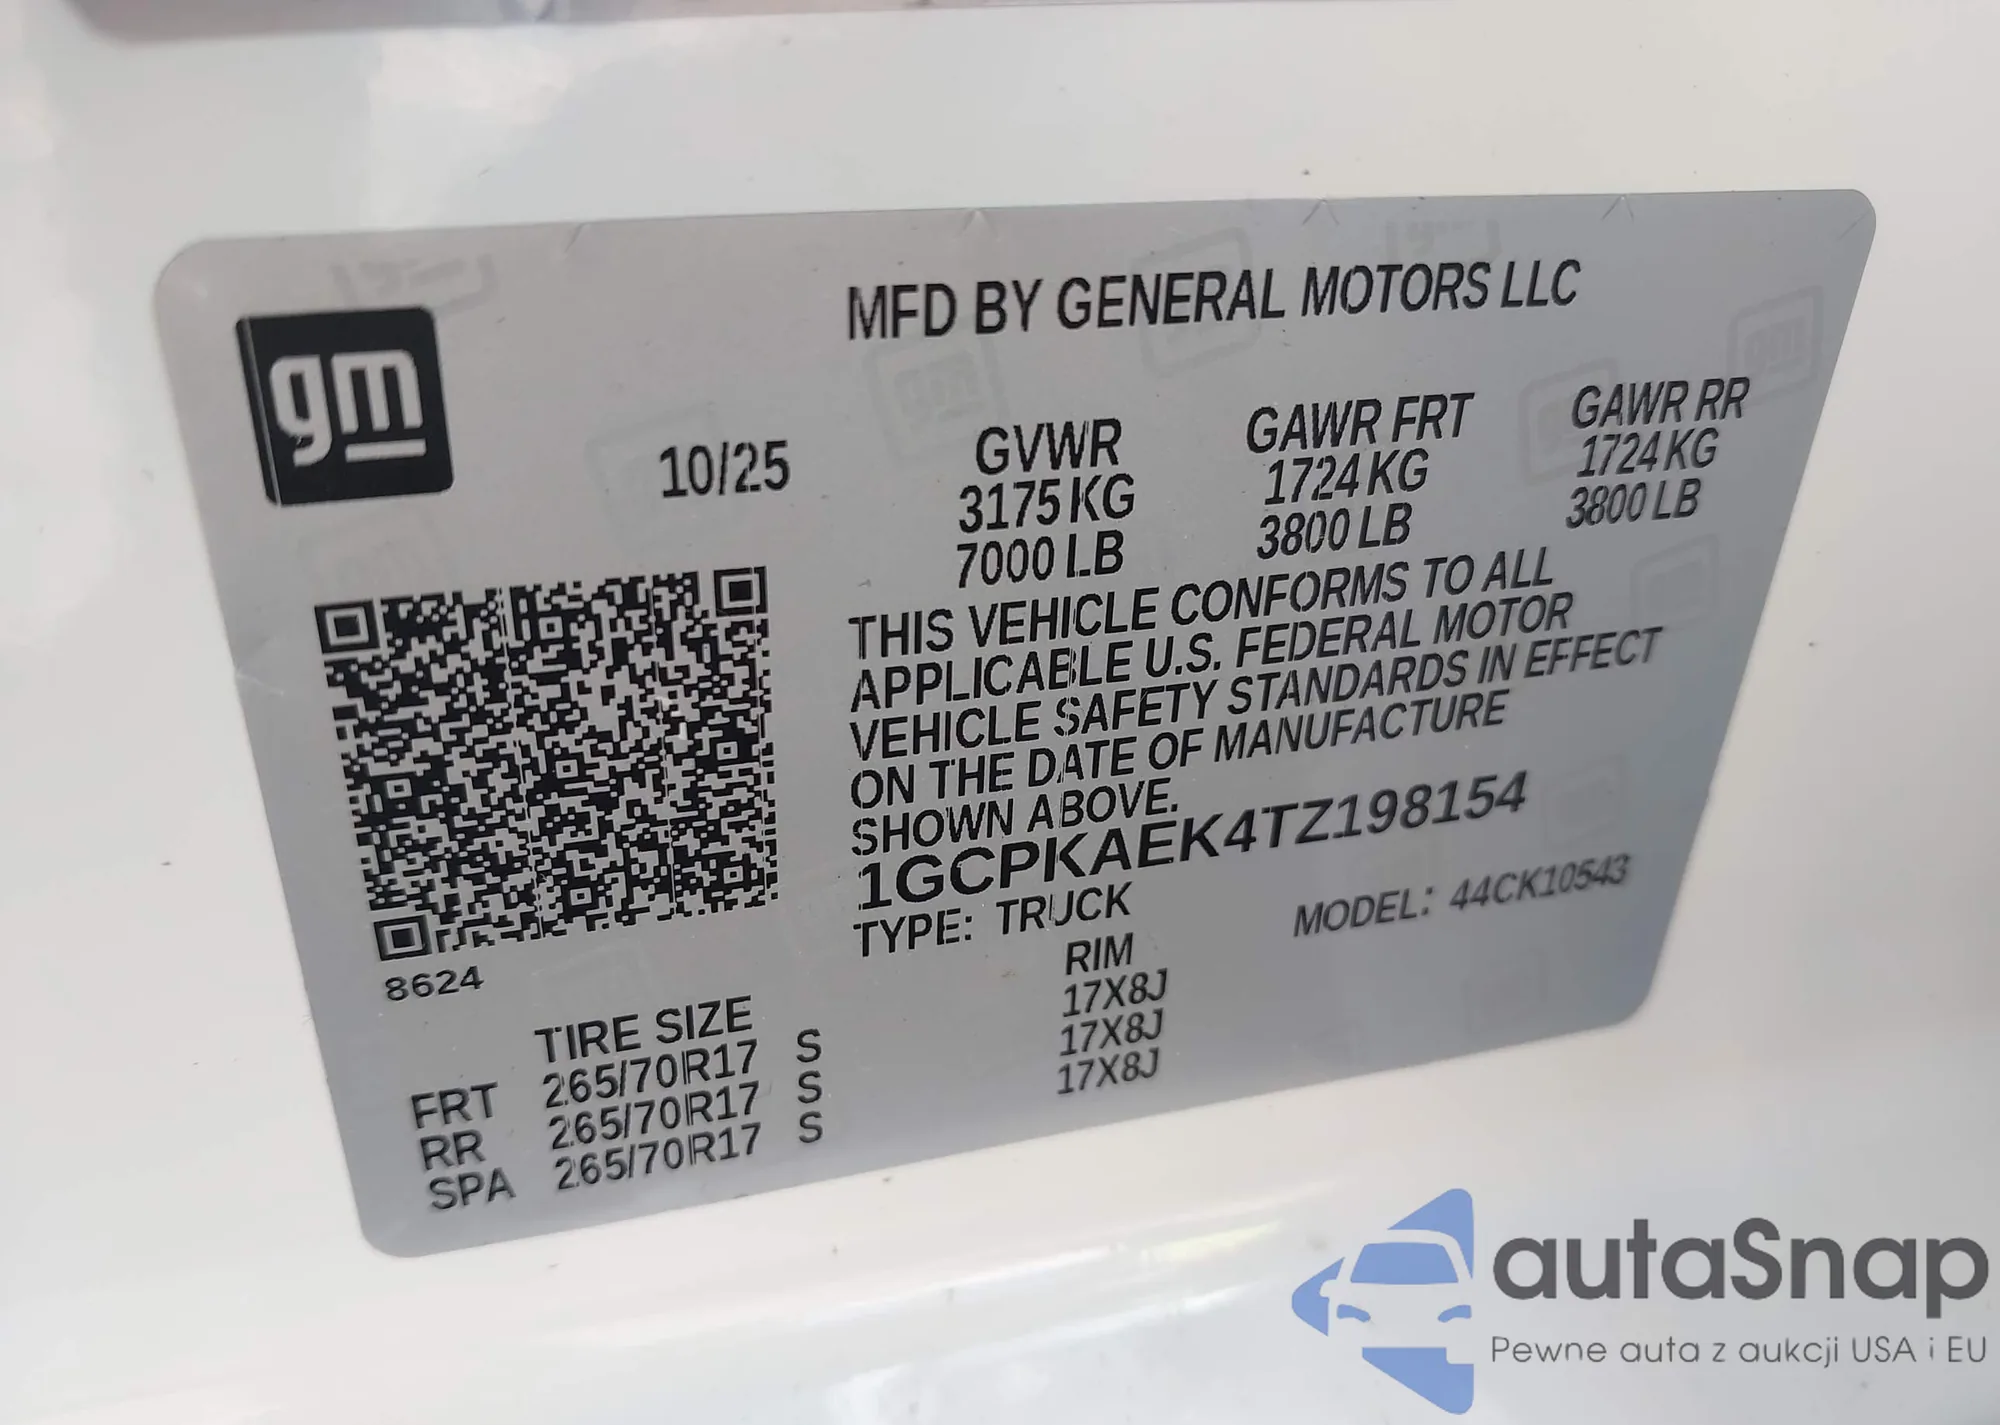 gm
MFD BY GENERAL MOTORS LLC
10/25
GVWR GAWR FRT GAWR RR
3175 KG 1724 KG 1724 KG
7000 LB 3800 LB 3800 LB
THIS VEHICLE CONFORMS TO ALL
APPLICABLE U.S. FEDERAL MOTOR
VEHICLE SAFETY STANDARDS IN EFFECT
ON THE DATE OF MANUFACTURE
SHOWN ABOVE.
1GCPKAEK4TZ198154
TYPE: TRUCK MODEL: 44CK10543
8624
TIRE SIZE RIM
FRT 265/70R17 S 17X8J
RR 265/70R17 S 17X8J
SPA 265/70R17 S 17X8J
autaSnap
Pewne auta z aukcji USA i EU